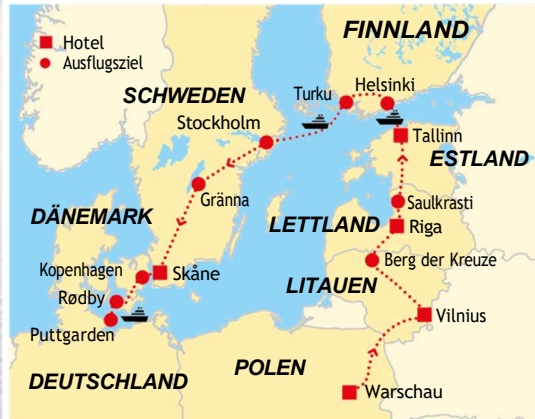 Hotel
Ausflugsziel
FINNLAND
SCHWEDEN
Turku
Helsinki
Stockholm
Tallinn
ESTLAND
Gränna
Saulkrasti
DÄNEMARK
LETTLAND
Riga
Kopenhagen
Skåne
Berg der Kreuze
LITAUEN
Rødby
Vilnius
Puttgarden
POLEN
DEUTSCHLAND
Warschau